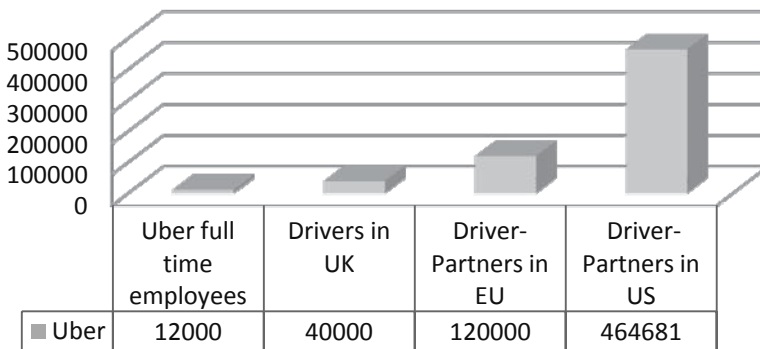 500000
400000
300000
200000
100000
0
Uber full
time
employees
Drivers in
UK
Driver-
Partners in
EU
Driver-
Partners in
US
Uber 12000 40000 120000 464681